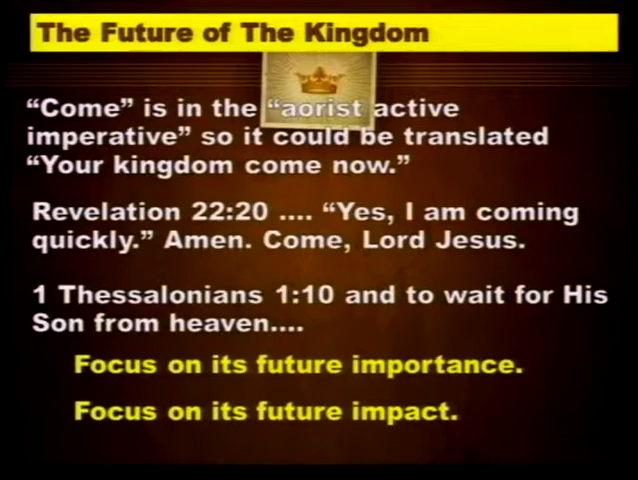 The Future of The Kingdom
“Come” is in the “aorist active
imperative” so it could be translated
“Your kingdom come now.”
Revelation 22:20 .... “Yes, I am coming
quickly.” Amen. Come, Lord Jesus.
1 Thessalonians 1:10 and to wait for His
Son from heaven....
Focus on its future importance.
Focus on its future impact.